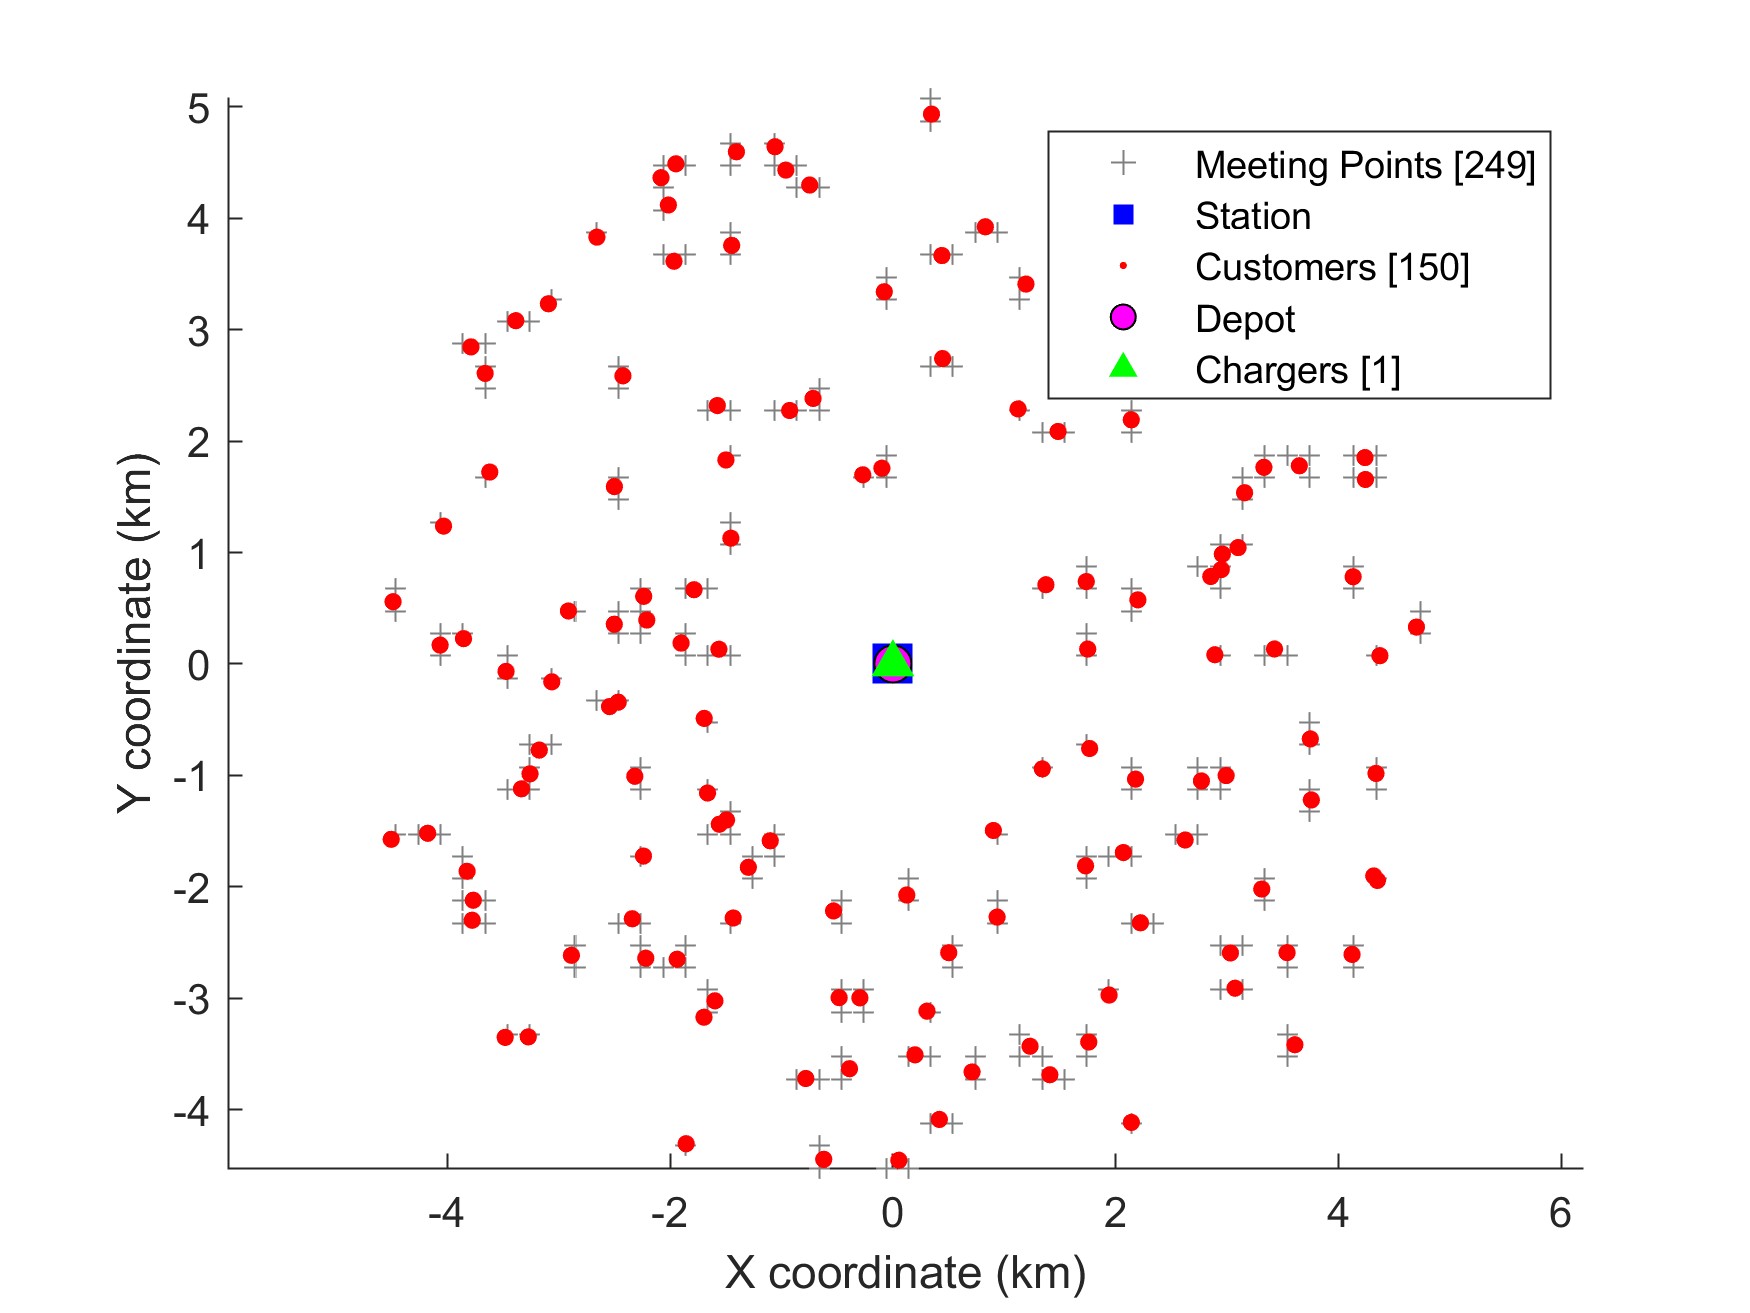 5
4
3
2
1
0
-1
-2
-3
-4
Y coordinate (km)
Meeting Points [249]
Station
Customers [150]
Depot
Chargers [1]
-4 -2 0 2 4 6
X coordinate (km)